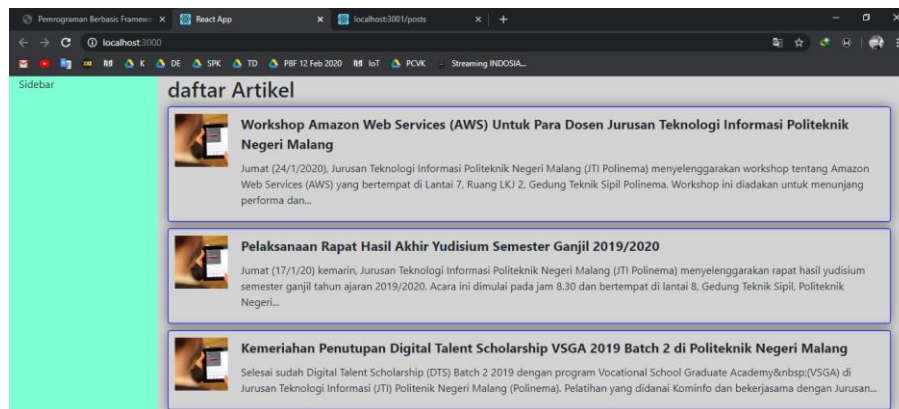 Pemrograman Berbasis Framewo
React App
localhost:3001/posts
localhost:3000
K
DE
SPK
TD
PBF 12 Feb 2020
IoT
PCVK
Streaming INDOSIA...
Sidebar
daftar Artikel
Workshop Amazon Web Services (AWS) Untuk Para Dosen Jurusan Teknologi Informasi Politeknik
Negeri Malang
Jumat (24/1/2020), Jurusan Teknologi Informasi Politeknik Negeri Malang (JTI Polinema) menyelenggarakan workshop tentang Amazon
Web Services (AWS) yang bertempat di Lantai 7, Ruang LKJ 2, Gedung Teknik Sipil Polinema. Workshop ini diadakan untuk menunjang
performa dan...
Pelaksanaan Rapat Hasil Akhir Yudisium Semester Ganjil 2019/2020
Jumat (17/1/20) kemarin, Jurusan Teknologi Informasi Politeknik Negeri Malang (JTI Polinema) menyelenggarakan rapat hasil yudisium
semester ganjil tahun ajaran 2019/2020. Acara ini dimulai pada jam 8.30 dan bertempat di lantai 8, Gedung Teknik Sipil, Politeknik
Negeri...
Kemeriahan Penutupan Digital Talent Scholarship VSGA 2019 Batch 2 di Politeknik Negeri Malang
Selesai sudah Digital Talent Scholarship (DTS) Batch 2 2019 dengan program Vocational School Graduate Academy&nbsp;(VSGA) di
Jurusan Teknologi Informasi (JTI) Politenik Negeri Malang (Polinema). Pelatihan yang didanai Kominfo dan bekerjasama dengan Jurusan...